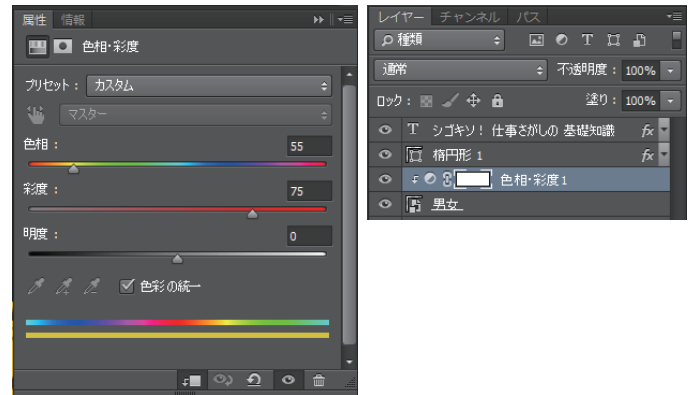 属性 情報
色相・彩度
プリセット： カスタム
マスター
色相： 55
彩度： 75
明度： 0
色彩の統一
レイヤー チャンネル パス
種類
T
通常 不透明度： 100%
ロック： 塗り： 100%
T シゴキソ！ 仕事さがしの 基礎知識 fx
楕円形 1 fx
色相・彩度 1
男女